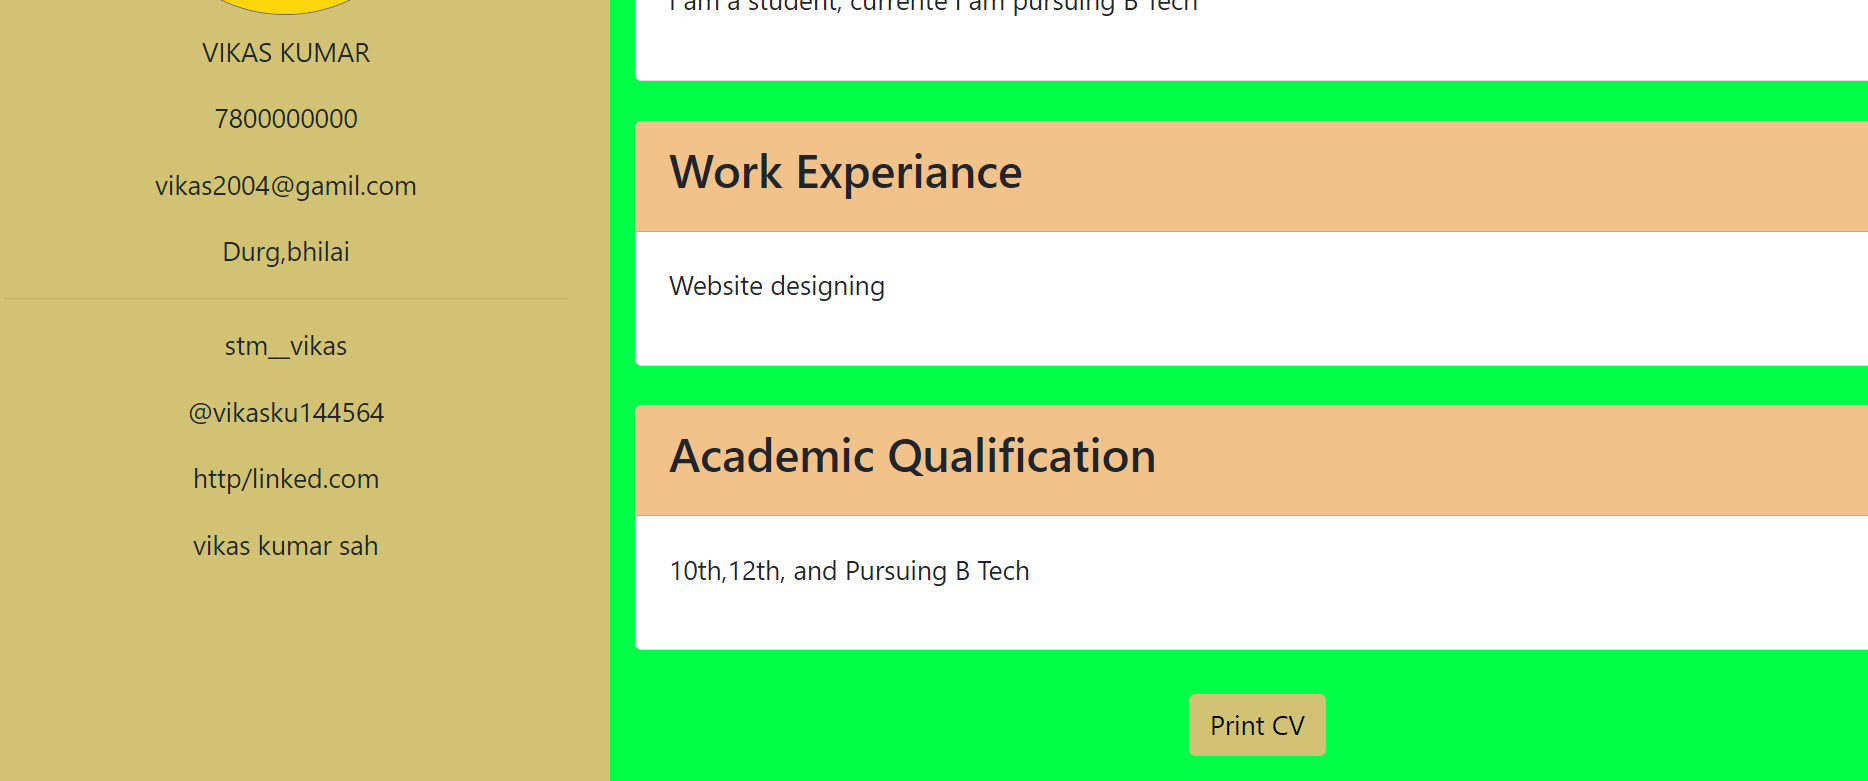 VIKAS KUMAR
7800000000
vikas2004@gamil.com
Durg,bhilai
stm__vikas
@vikasku144564
http/linked.com
vikas kumar sah
I am a student, currente I am pursuing B Tech
Work Experiance
Website designing
Academic Qualification
10th,12th, and Pursuing B Tech
Print CV